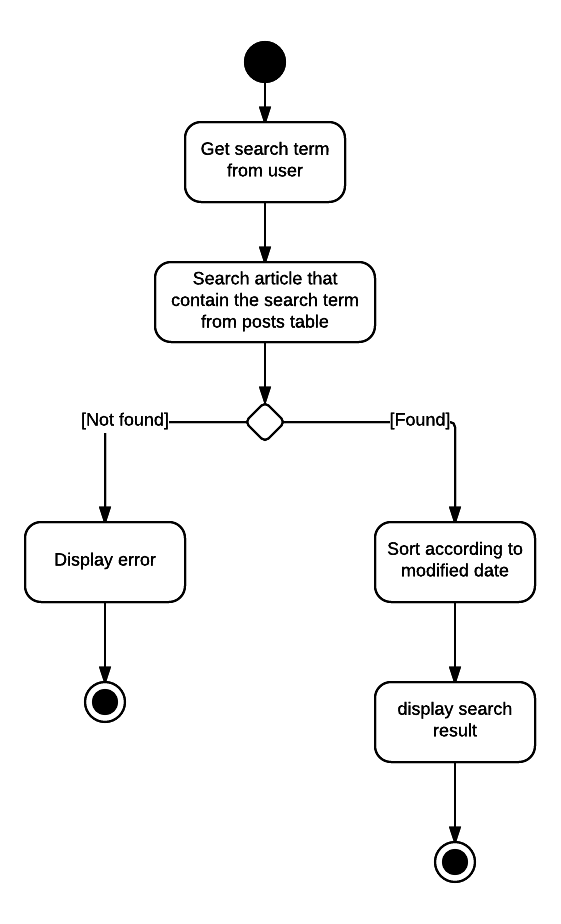 Get search term
from user
Search article that
contain the search term
from posts table
[Not found]
[Found]
Display error
Sort according to
modified date
display search
result